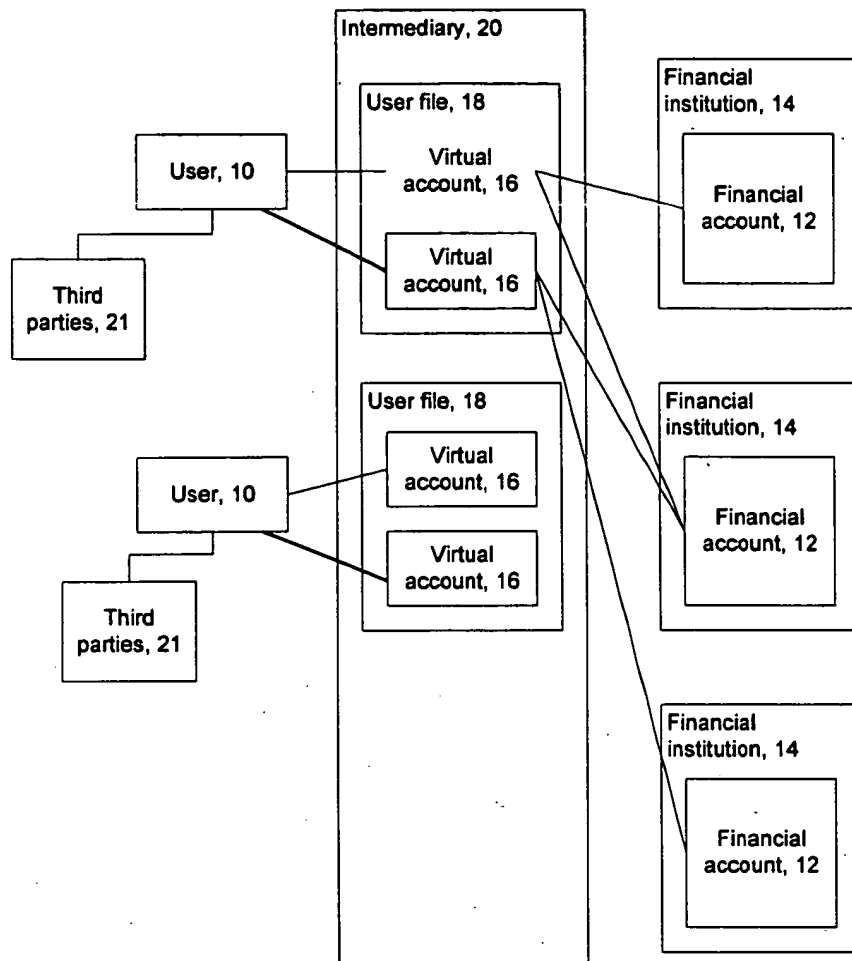 Intermediary, 20
User file, 18
Virtual
account, 16
Virtual
account, 16
User, 10
Third
parties, 21
User file, 18
Virtual
account, 16
Virtual
account, 16
User, 10
Third
parties, 21
Financial
institution, 14
Financial
account, 12
Financial
institution, 14
Financial
account, 12
Financial
institution, 14
Financial
account, 12